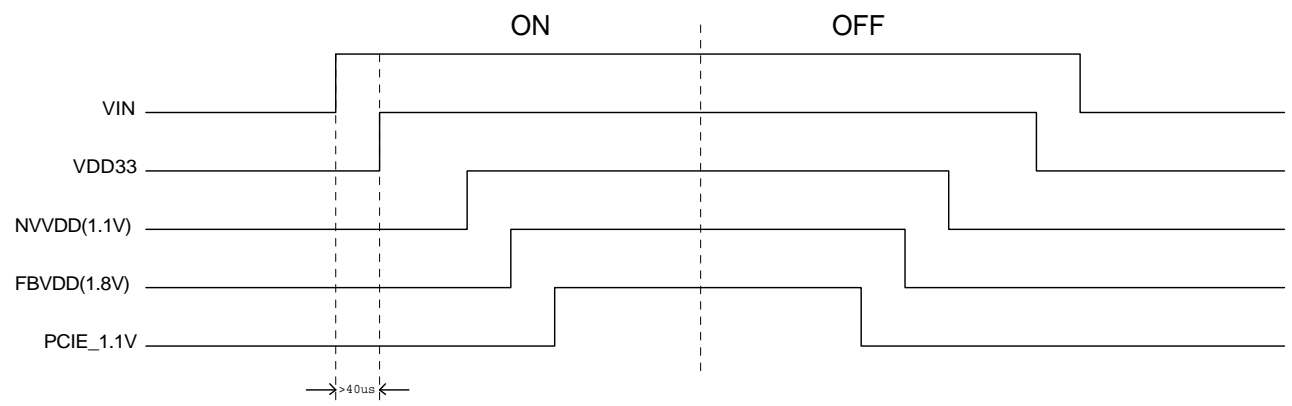 ON OFF
VIN
VDD33
NVVDD(1.1V)
FBVDD(1.8V)
PCIE_1.1V
>40us